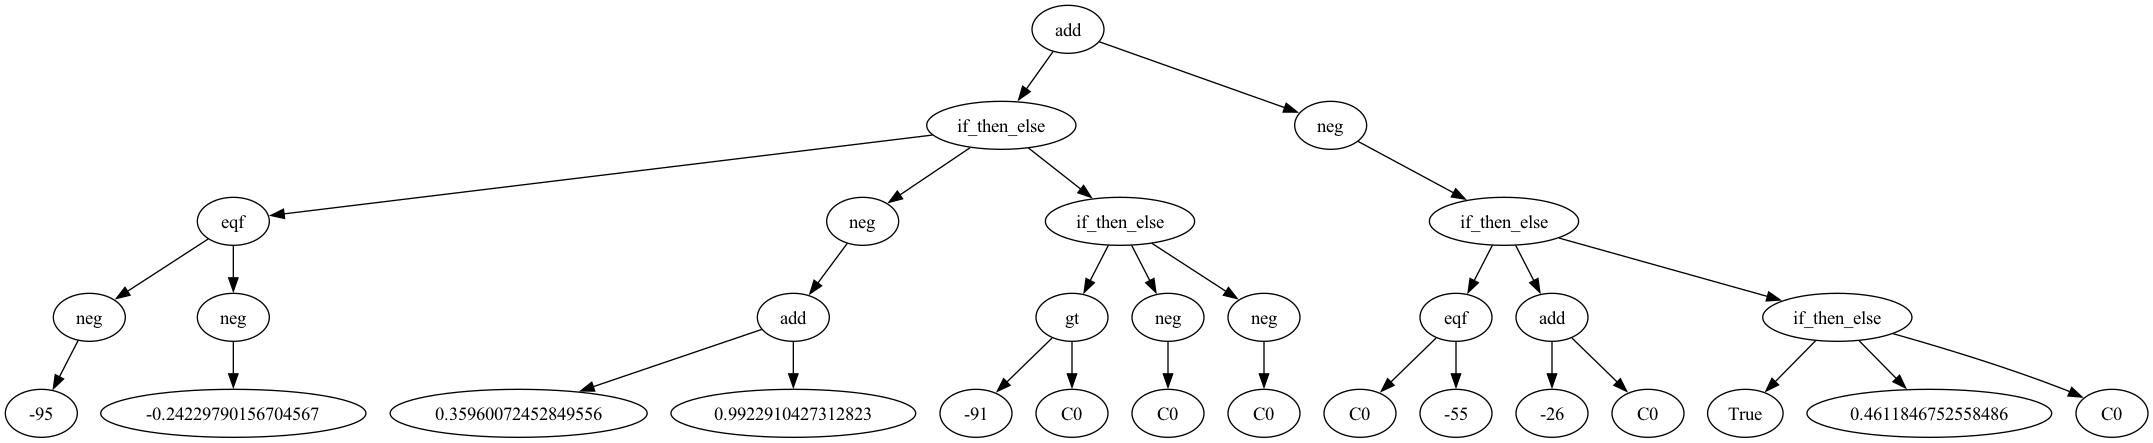 add
if_then_else neg
eqf neg if_then_else if_then_else
neg neg add gt neg neg eqf add if_then_else
-95 -0.24229790156704567 0.35960072452849556 0.9922910427312823 -91 C0 C0 C0 C0 -55 -26 C0 True 0.4611846752558486 C0